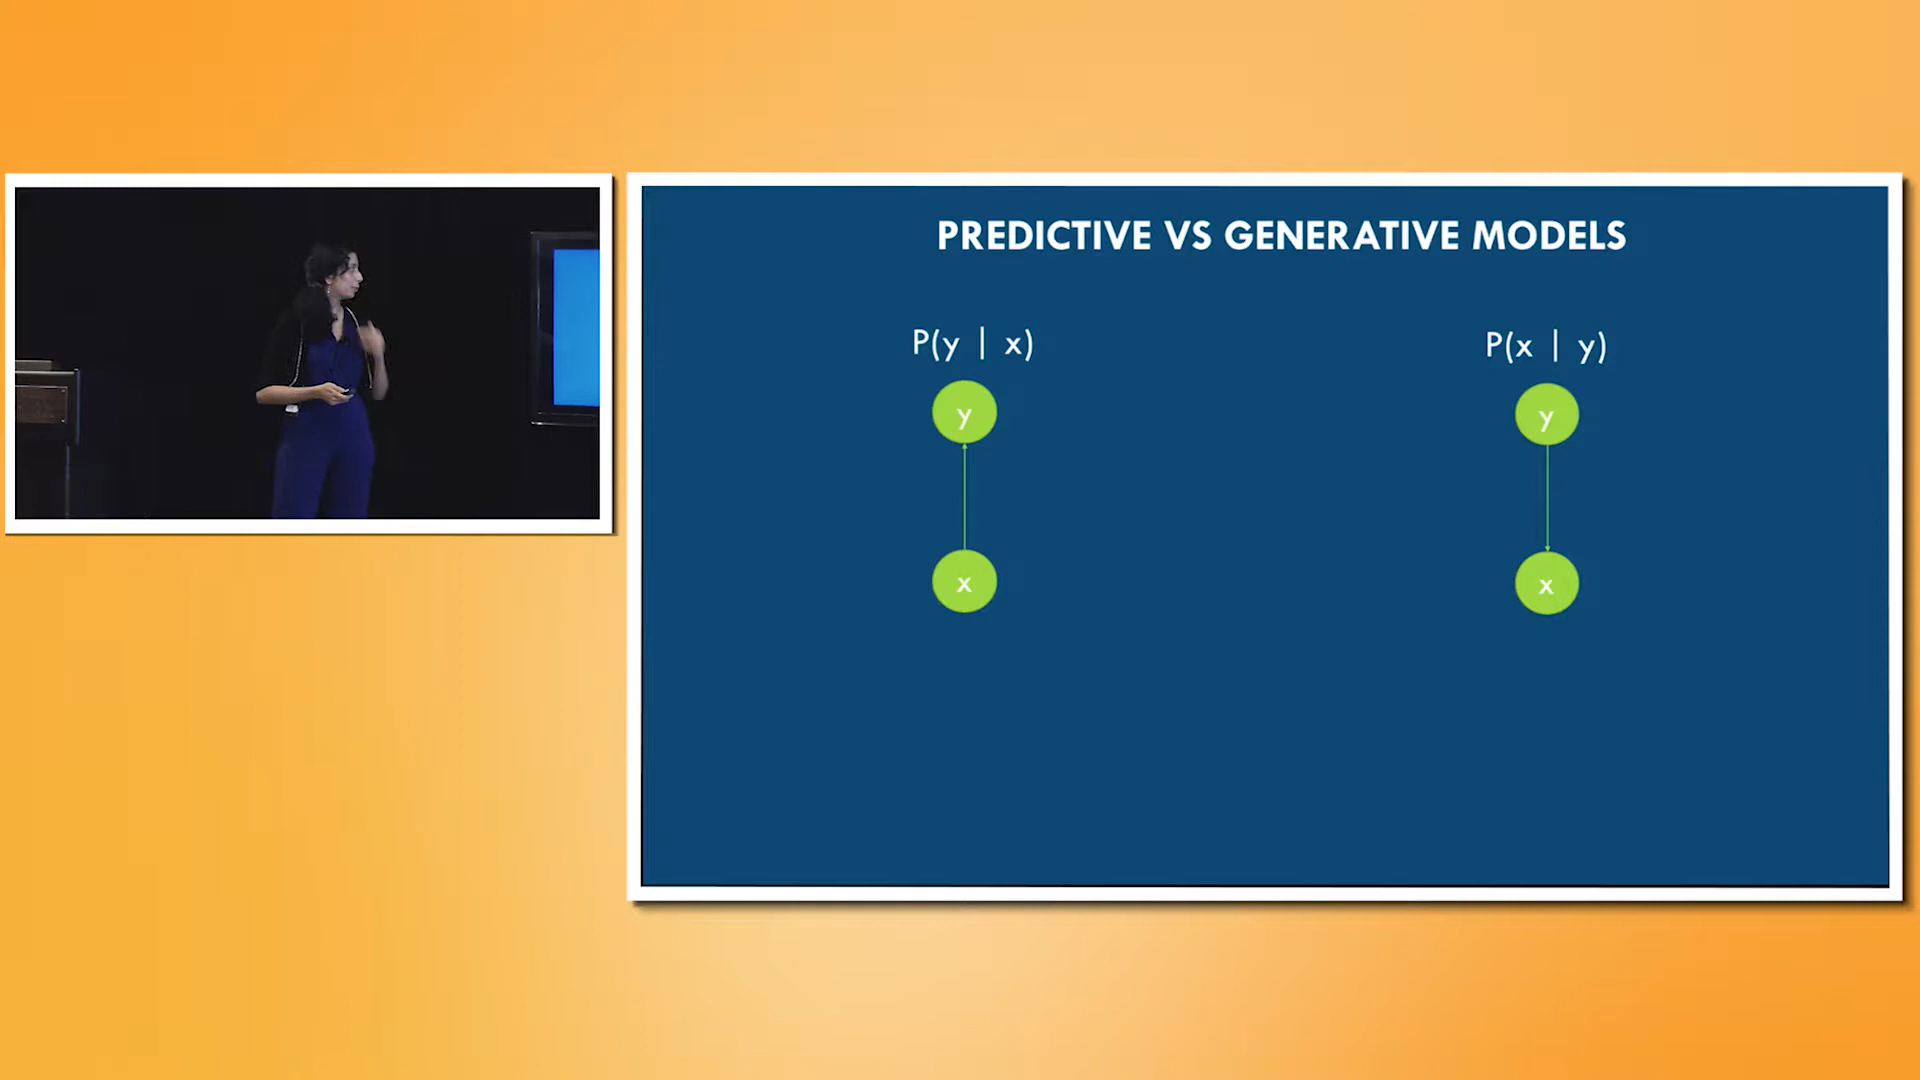 PREDICTIVE VS GENERATIVE MODELS
P(y | x)
P(x | y)
y
y
x
x